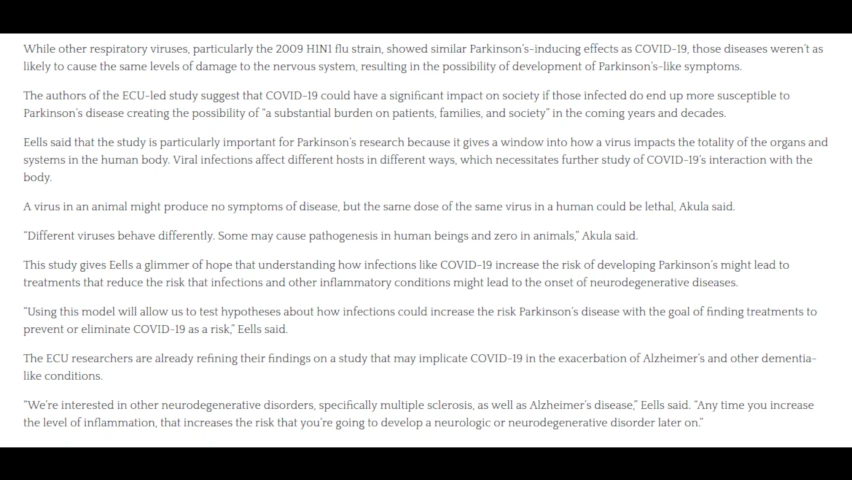 While other respiratory viruses, particularly the 2009 H1N1 flu strain, showed similar Parkinson's-inducing effects as COVID-19, those diseases weren't as
likely to cause the same levels of damage to the nervous system, resulting in the possibility of development of Parkinson's-like symptoms.
The authors of the ECU-led study suggest that COVID-19 could have a significant impact on society if those infected do end up more susceptible to
Parkinson's disease creating the possibility of "a substantial burden on patients, families, and society" in the coming years and decades.
Eells said that the study is particularly important for Parkinson's research because it gives a window into how a virus impacts the totality of the organs and
systems in the human body. Viral infections affect different hosts in different ways, which necessitates further study of COVID-19's interaction with the
body.
A virus in an animal might produce no symptoms of disease, but the same dose of the same virus in a human could be lethal, Akula said.
"Different viruses behave differently. Some may cause pathogenesis in human beings and zero in animals," Akula said.
This study gives Eells a glimmer of hope that understanding how infections like COVID-19 increase the risk of developing Parkinson's might lead to
treatments that reduce the risk that infections and other inflammatory conditions might lead to the onset of neurodegenerative diseases.
"Using this model will allow us to test hypotheses about how infections could increase the risk Parkinson's disease with the goal of finding treatments to
prevent or eliminate COVID-19 as a risk," Eells said.
The ECU researchers are already refining their findings on a study that may implicate COVID-19 in the exacerbation of Alzheimer's and other dementia-
like conditions.
"We're interested in other neurodegenerative disorders, specifically multiple sclerosis, as well as Alzheimer's disease," Eells said. "Any time you increase
the level of inflammation, that increases the risk that you're going to develop a neurologic or neurodegenerative disorder later on."